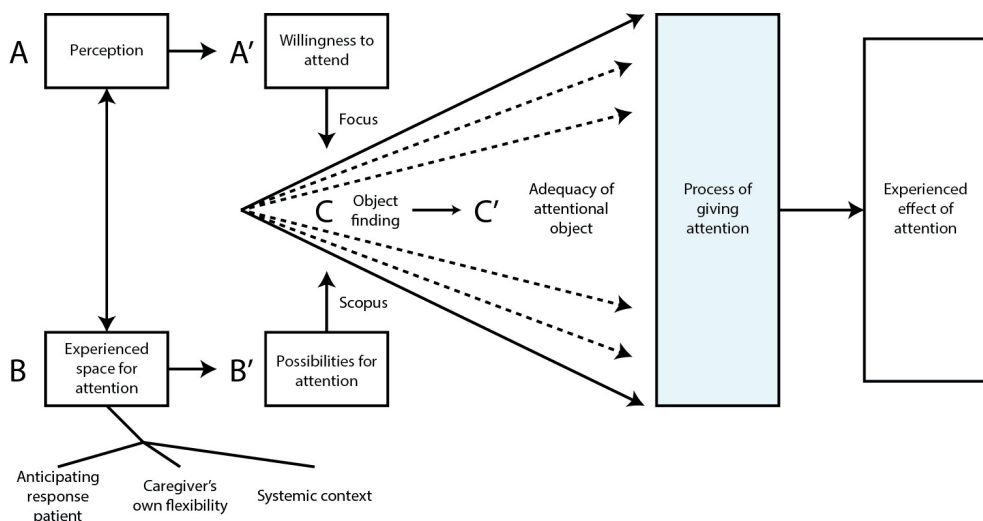 A
Perception
A’
Willingness to
attend
Focus
C
Object
finding
C’
Adequacy of
attentional
object
Process of
giving
attention
Experienced
effect of
attention
Scopus
B
Experienced
space for
attention
B’
Possibilities for
attention
Anticipating
response
patient
Caregiver’s
own flexibility
Systemic context